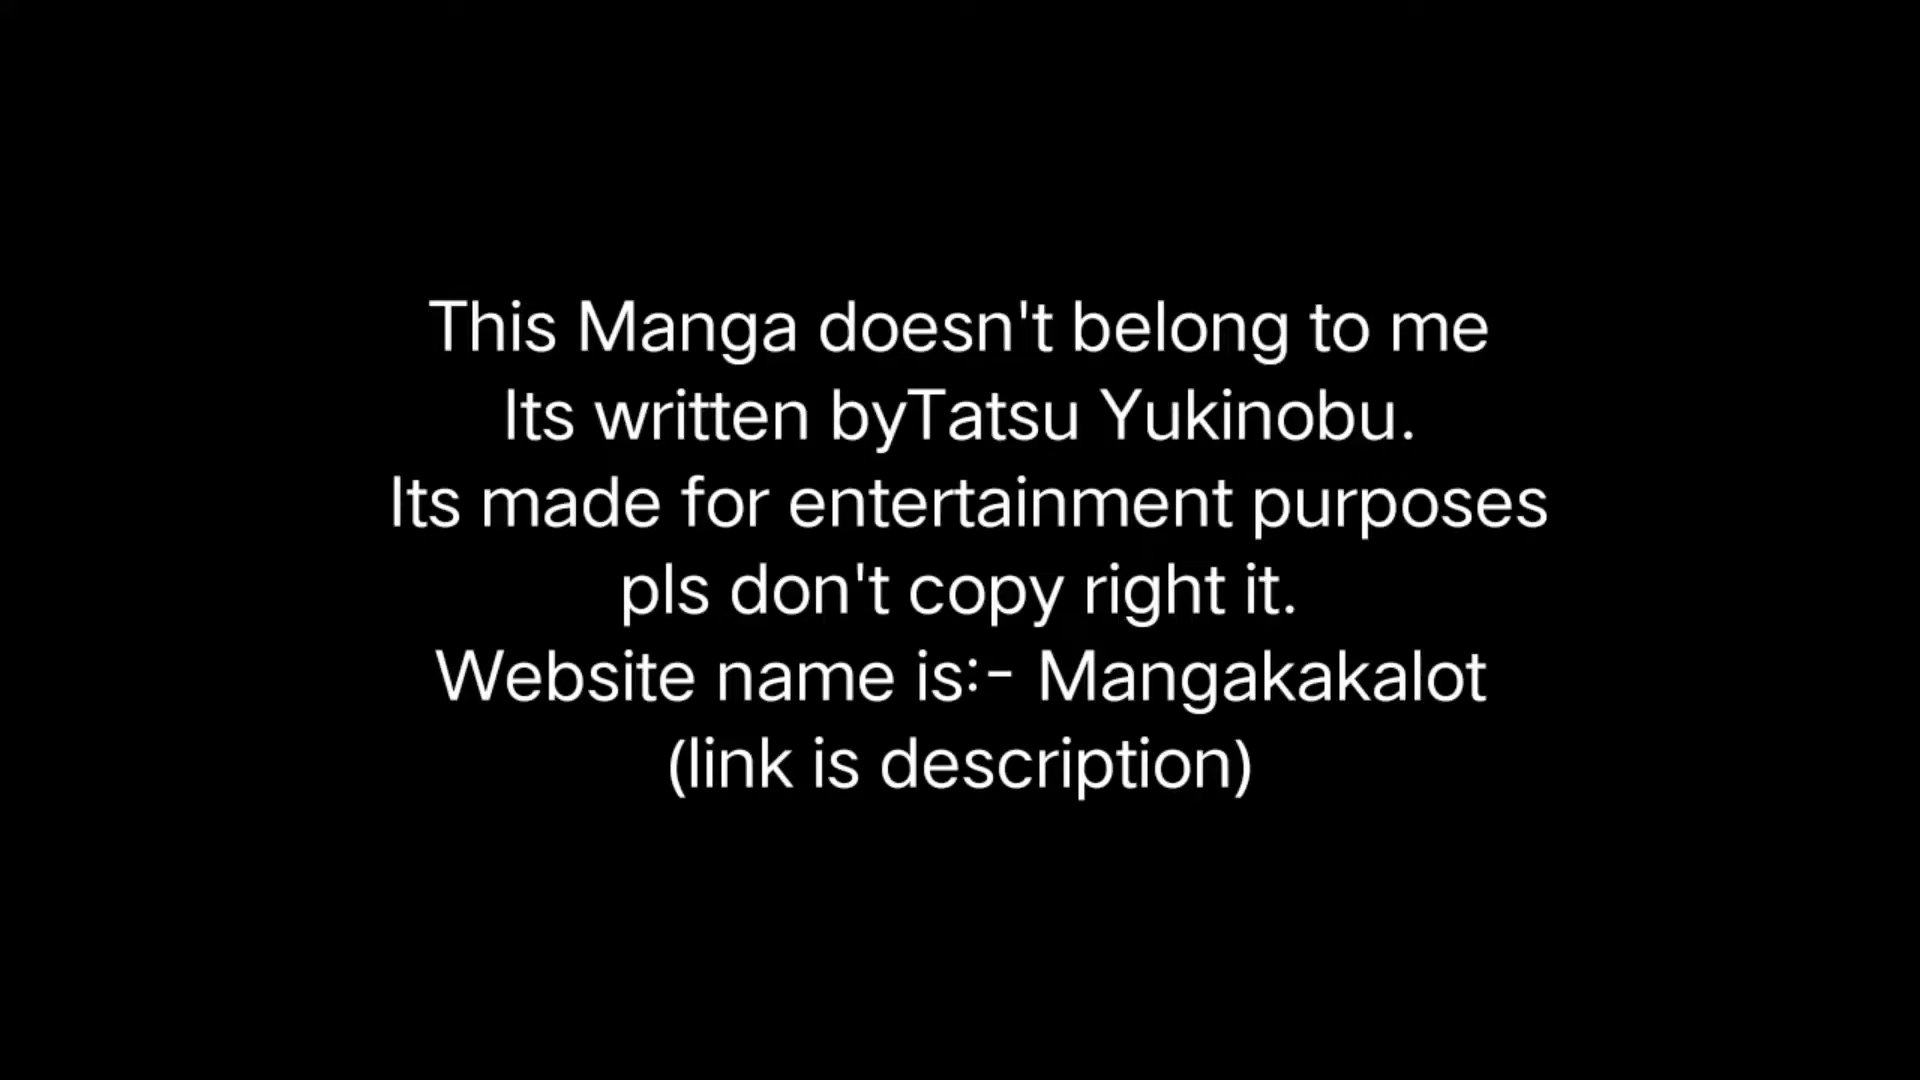 This Manga doesn't belong to me
Its written byTatsu Yukinobu.
Its made for entertainment purposes
pls don't copy right it.
Website name is:- Mangakakalot
(link is description)